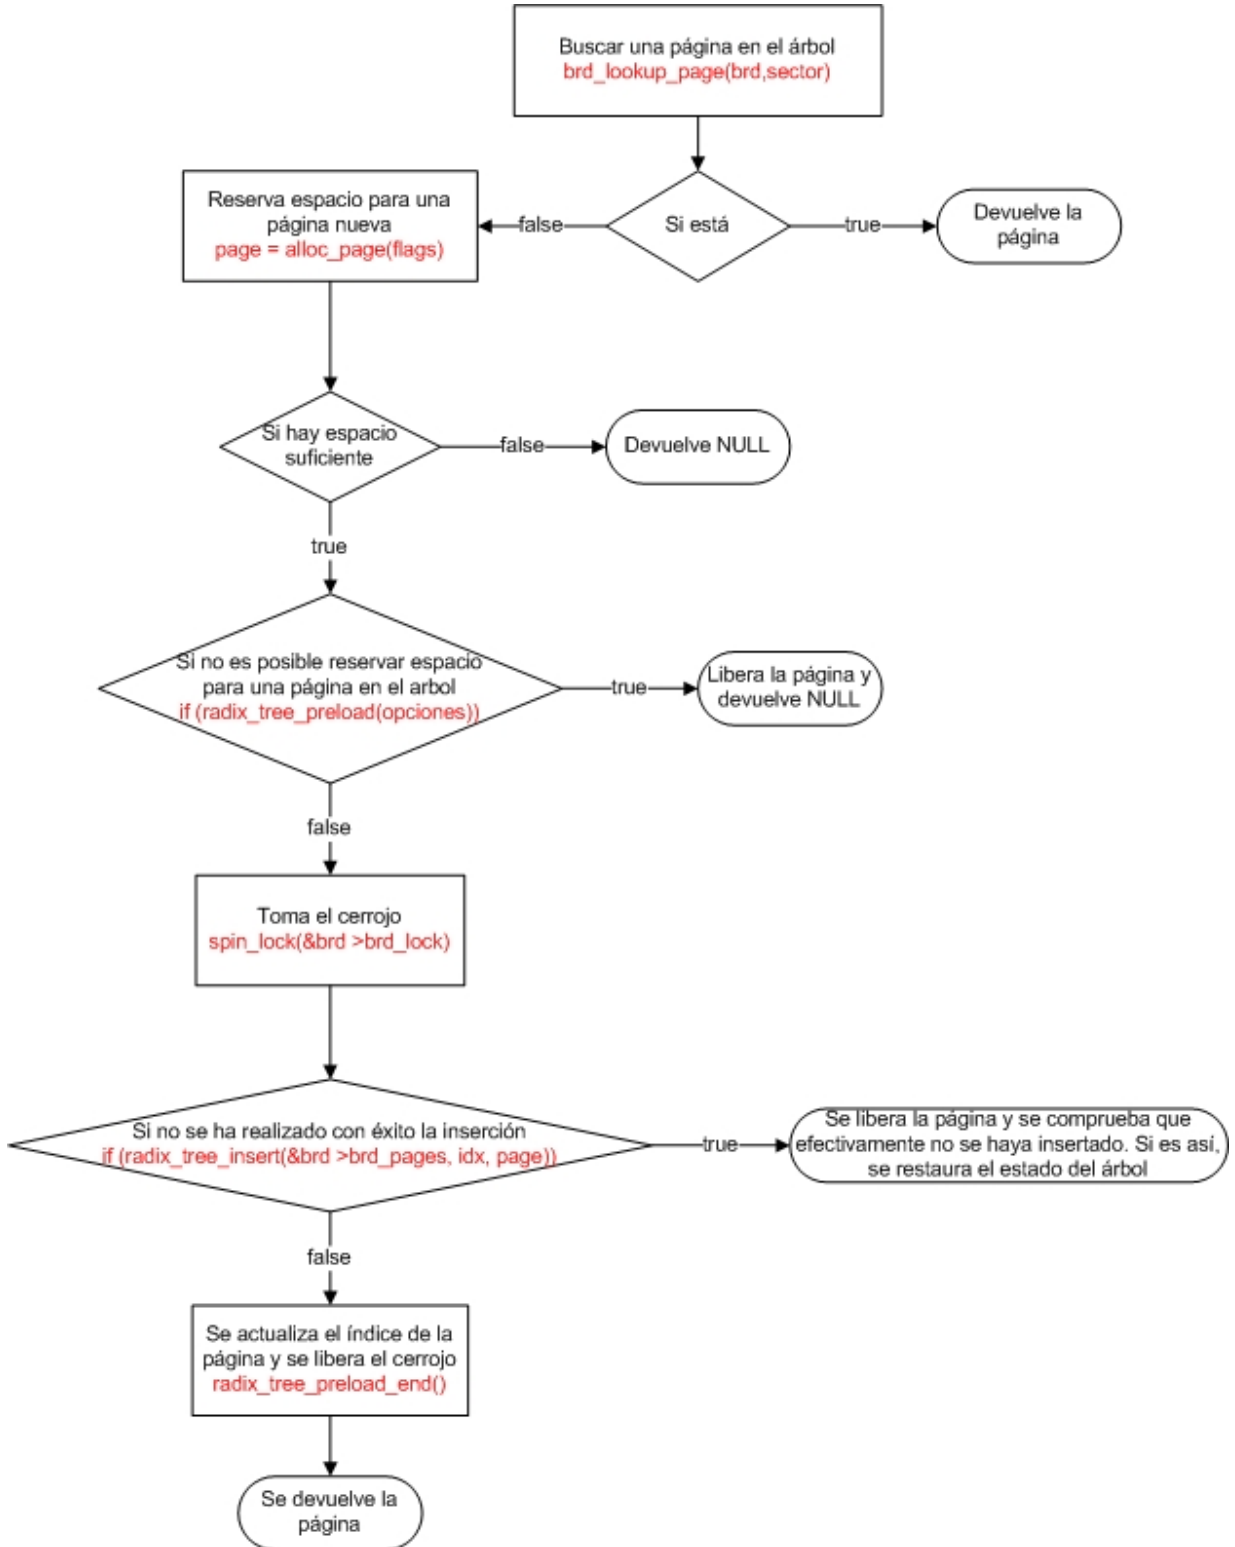 Buscar una página en el árbol
brd_lookup_page(brd,sector)
Reserva espacio para una
página nueva
page = alloc_page(flags)
false
Si está
true
Devuelve la
página
Si hay espacio
suficiente
false
Devuelve NULL
true
Si no es posible reservar espacio
para una página en el arbol
if (radix_tree_preload(opciones))
true
Libera la página y
devuelve NULL
false
Toma el cerrojo
spin_lock(&brd >brd_lock)
Si no se ha realizado con éxito la inserción
if (radix_tree_insert(&brd >brd_pages, idx, page))
true
Se libera la página y se comprueba que
efectivamente no se haya insertado. Si es así,
se restaura el estado del árbol
false
Se actualiza el índice de la
página y se libera el cerrojo
radix_tree_preload_end()
Se devuelve la
página